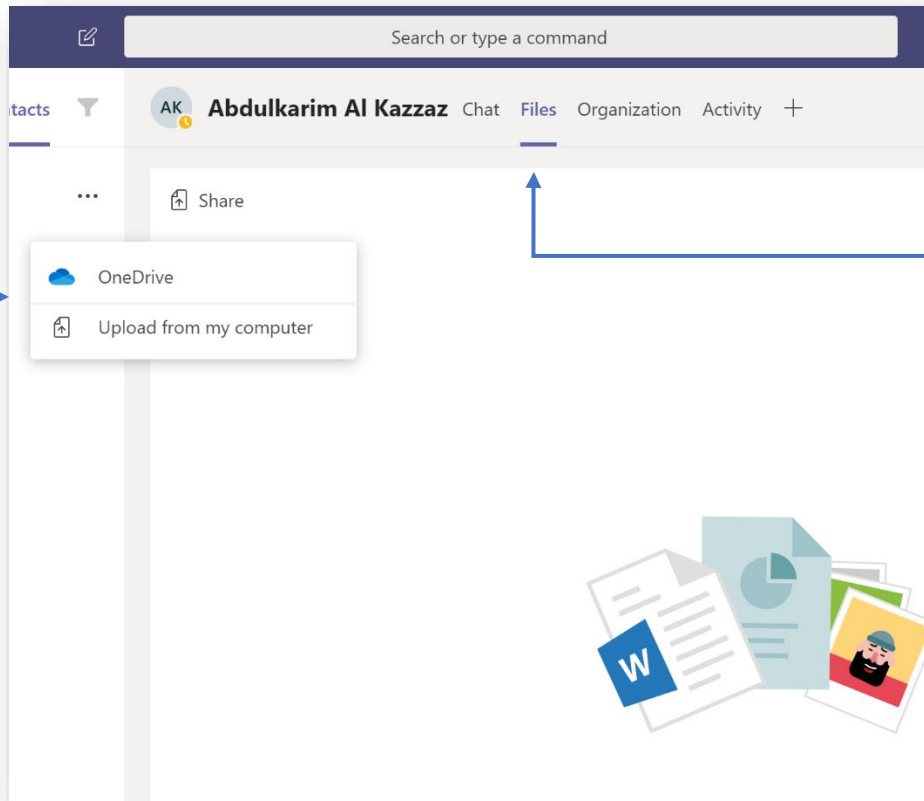 Search or type a command
tacts
AK Abdulkarim Al Kazzaz Chat Files Organization Activity
Share
OneDrive
Upload from my computer
W